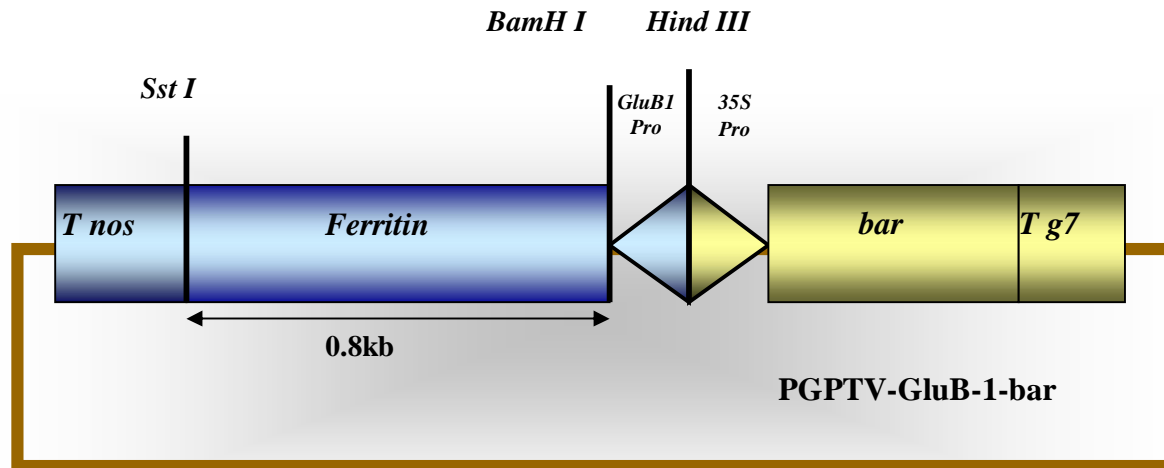 BamH I
Hind III
Sst I
GluB1
Pro
35S
Pro
T nos
Ferritin
bar
T g7
0.8kb
PGPTV-GluB-1-bar